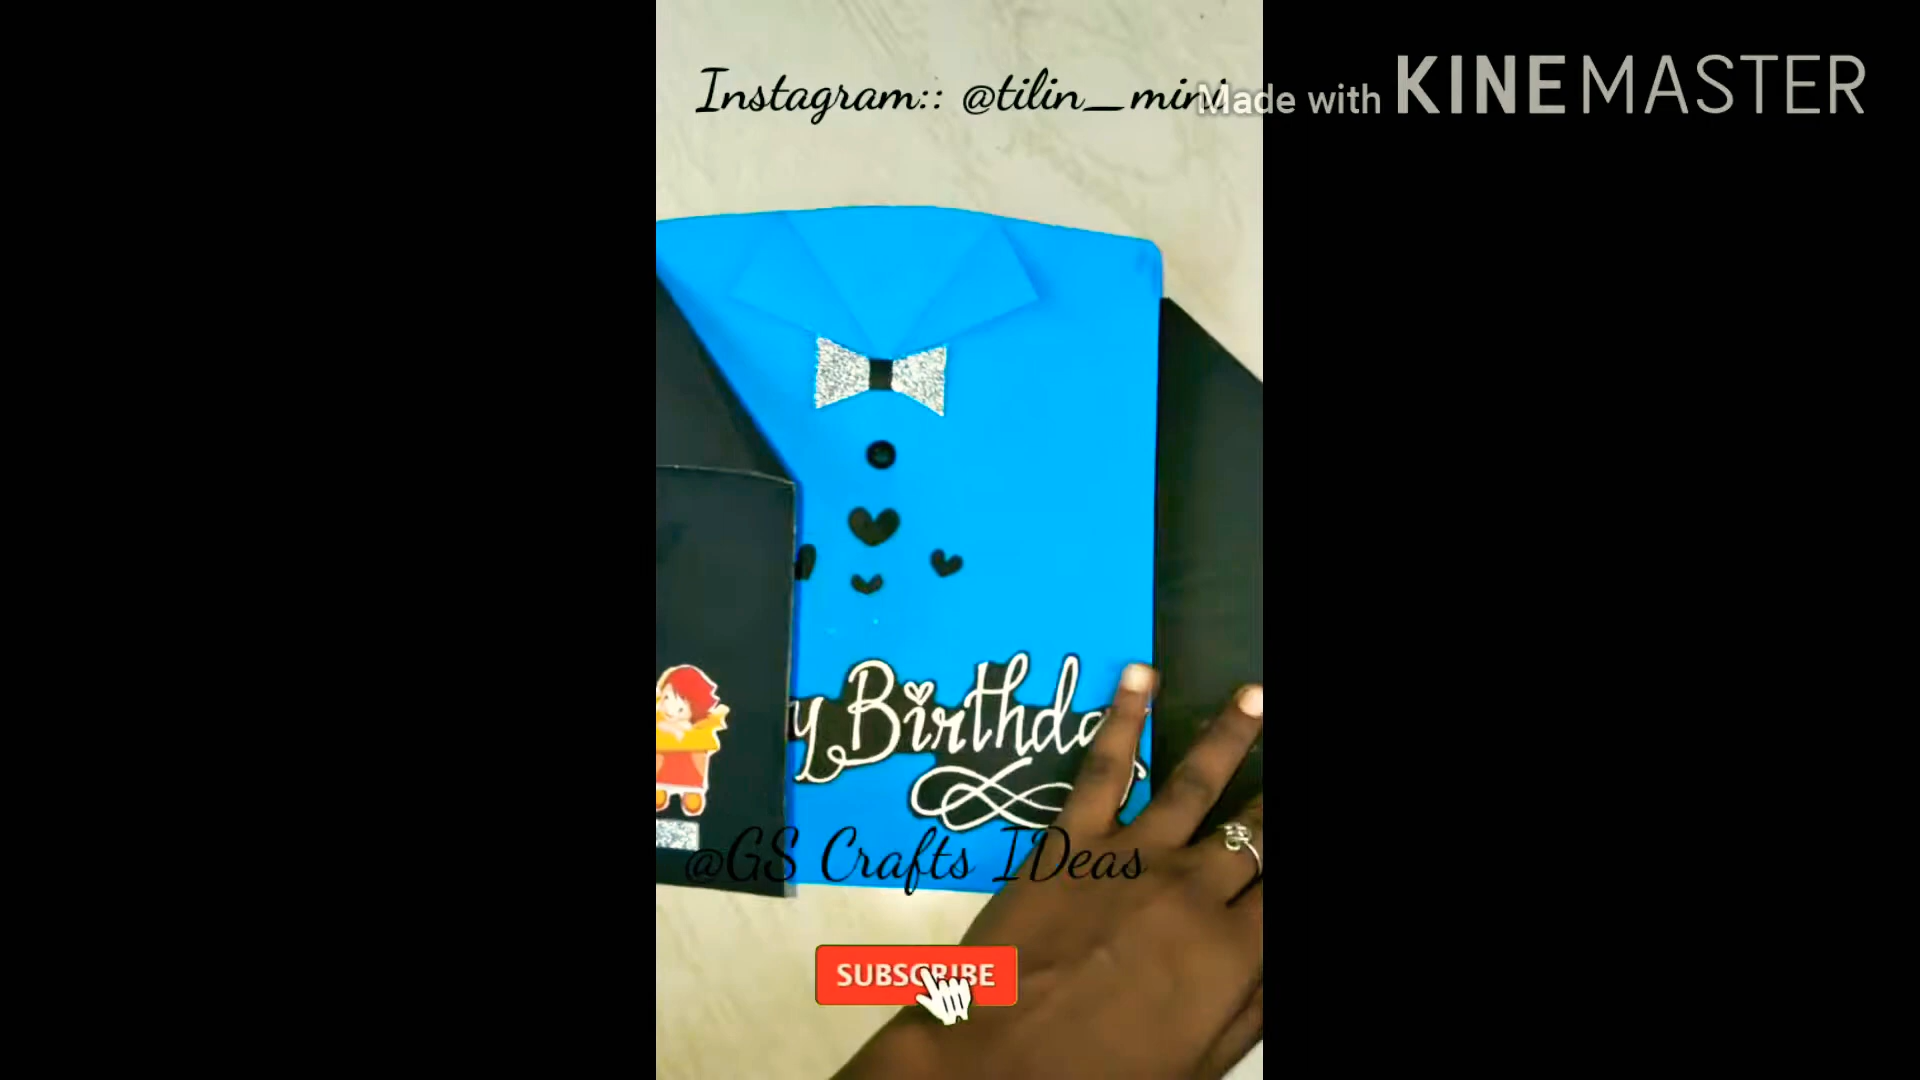 Instagram:: @tilin_mini
Made with KINEMASTER
y Birthday
@GS Crafts IDeas
SUBSCRIBE